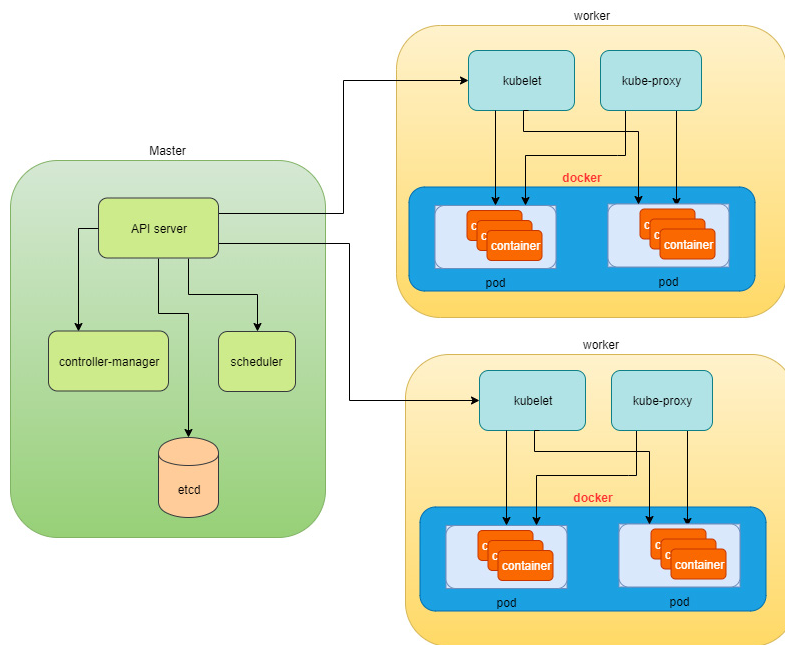 worker
kubelet
kube-proxy
docker
container
pod
container
pod
Master
API server
controller-manager
scheduler
etcd
worker
kubelet
kube-proxy
docker
container
pod
container
pod